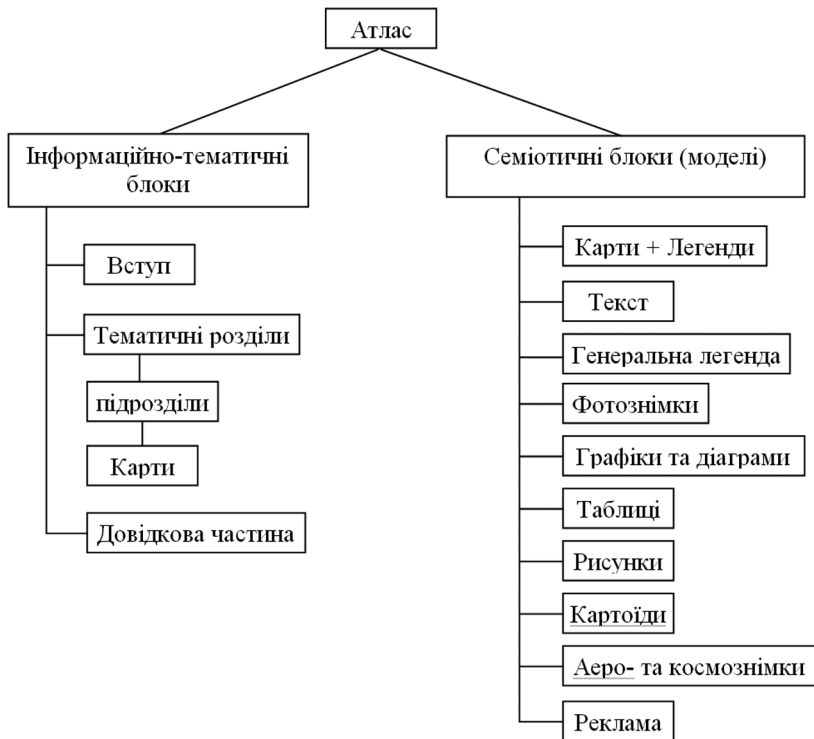 Атлас
Інформаційно-тематичні
блоки
Вступ
Тематичні розділи
підрозділи
Карти
Довідкова частина
Семіотичні блоки (моделі)
Карти + Легенди
Текст
Генеральна легенда
Фотознімки
Графіки та діаграми
Таблиці
Рисунки
Картоїди
Аеро- та космознімки
Реклама